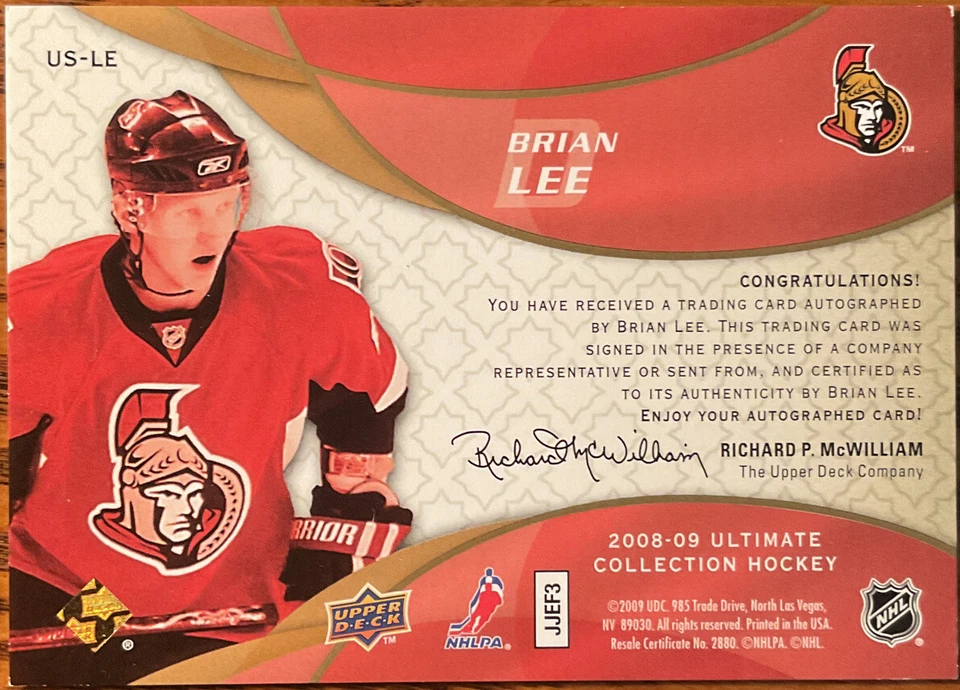 US-LE
BRIAN
LEE
D
TM
CONGRATULATIONS!
YOU HAVE RECEIVED A TRADING CARD AUTOGRAPHED
BY BRIAN LEE. THIS TRADING CARD WAS
SIGNED IN THE PRESENCE OF A COMPANY
REPRESENTATIVE OR SENT FROM, AND CERTIFIED AS
TO ITS AUTHENTICITY BY BRIAN LEE.
ENJOY YOUR AUTOGRAPHED CARD!
Richard McWilliam
RICHARD P. McWILLIAM
The Upper Deck Company
RRIOR
2008-09 ULTIMATE
COLLECTION HOCKEY
UPPER
D·E·C·K
TM
NHLPA®
JJEF3
©2009 UDC. 985 Trade Drive, North Las Vegas,
NV 89030. All rights reserved. Printed in the USA.
Resale Certificate No. 2880. ©NHLPA. ©NHL.
NHL
®